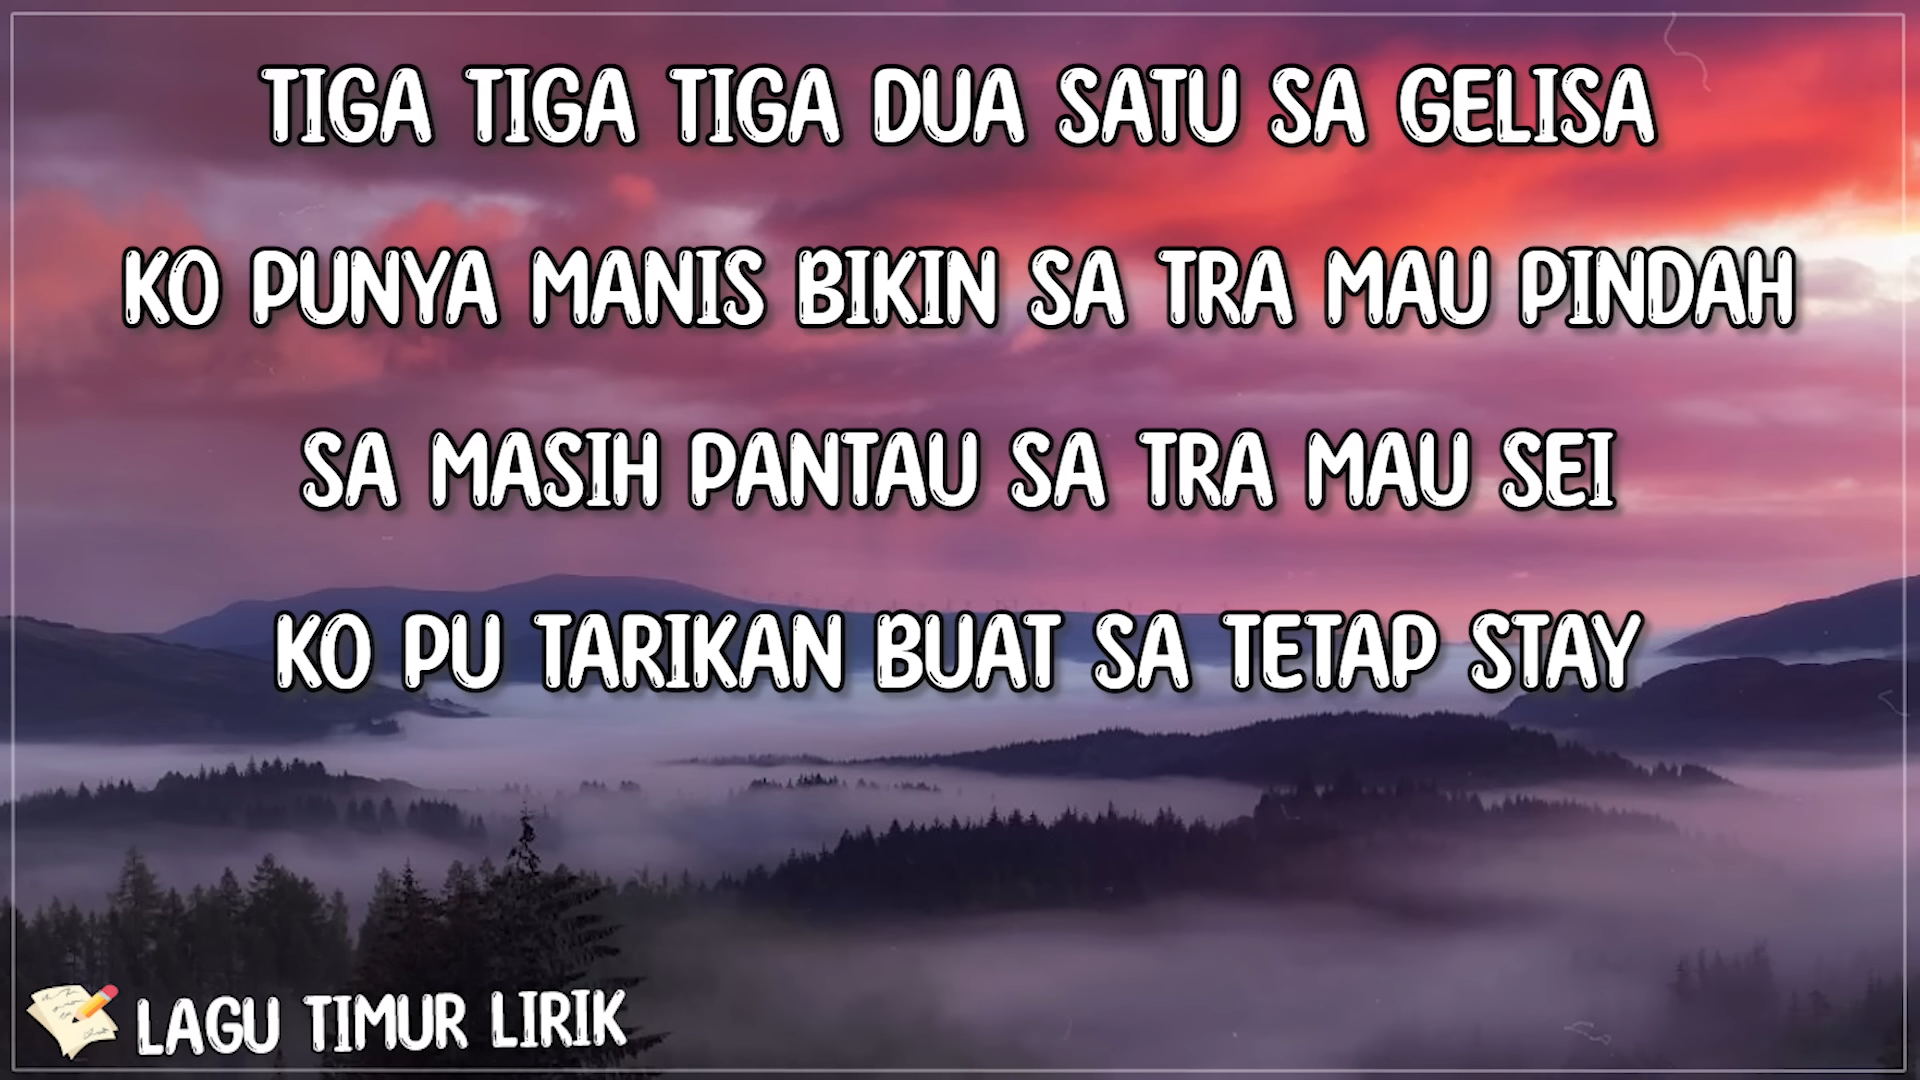 TIGA TIGA TIGA DUA SATU SA GELISA
KO PUNYA MANIS BIKIN SA TRA MAU PINDAH
SA MASIH PANTAU SA TRA MAU SEI
KO PU TARIKAN BUAT SA TETAP STAY
LAGU TIMUR LIRIK